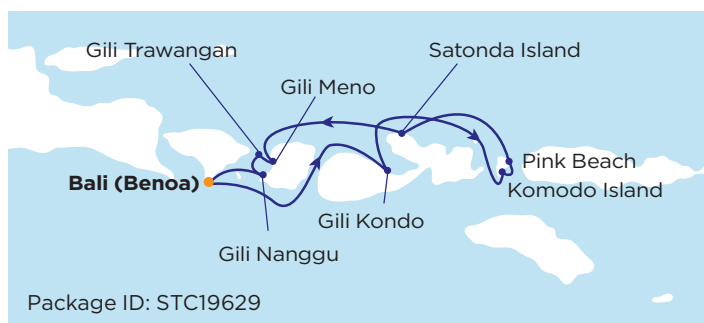 Gili Trawangan
Satonda Island
Gili Meno
Pink Beach
Bali (Benoa)
Komodo Island
Gili Kondo
Gili Nanggu
Package ID: STC19629